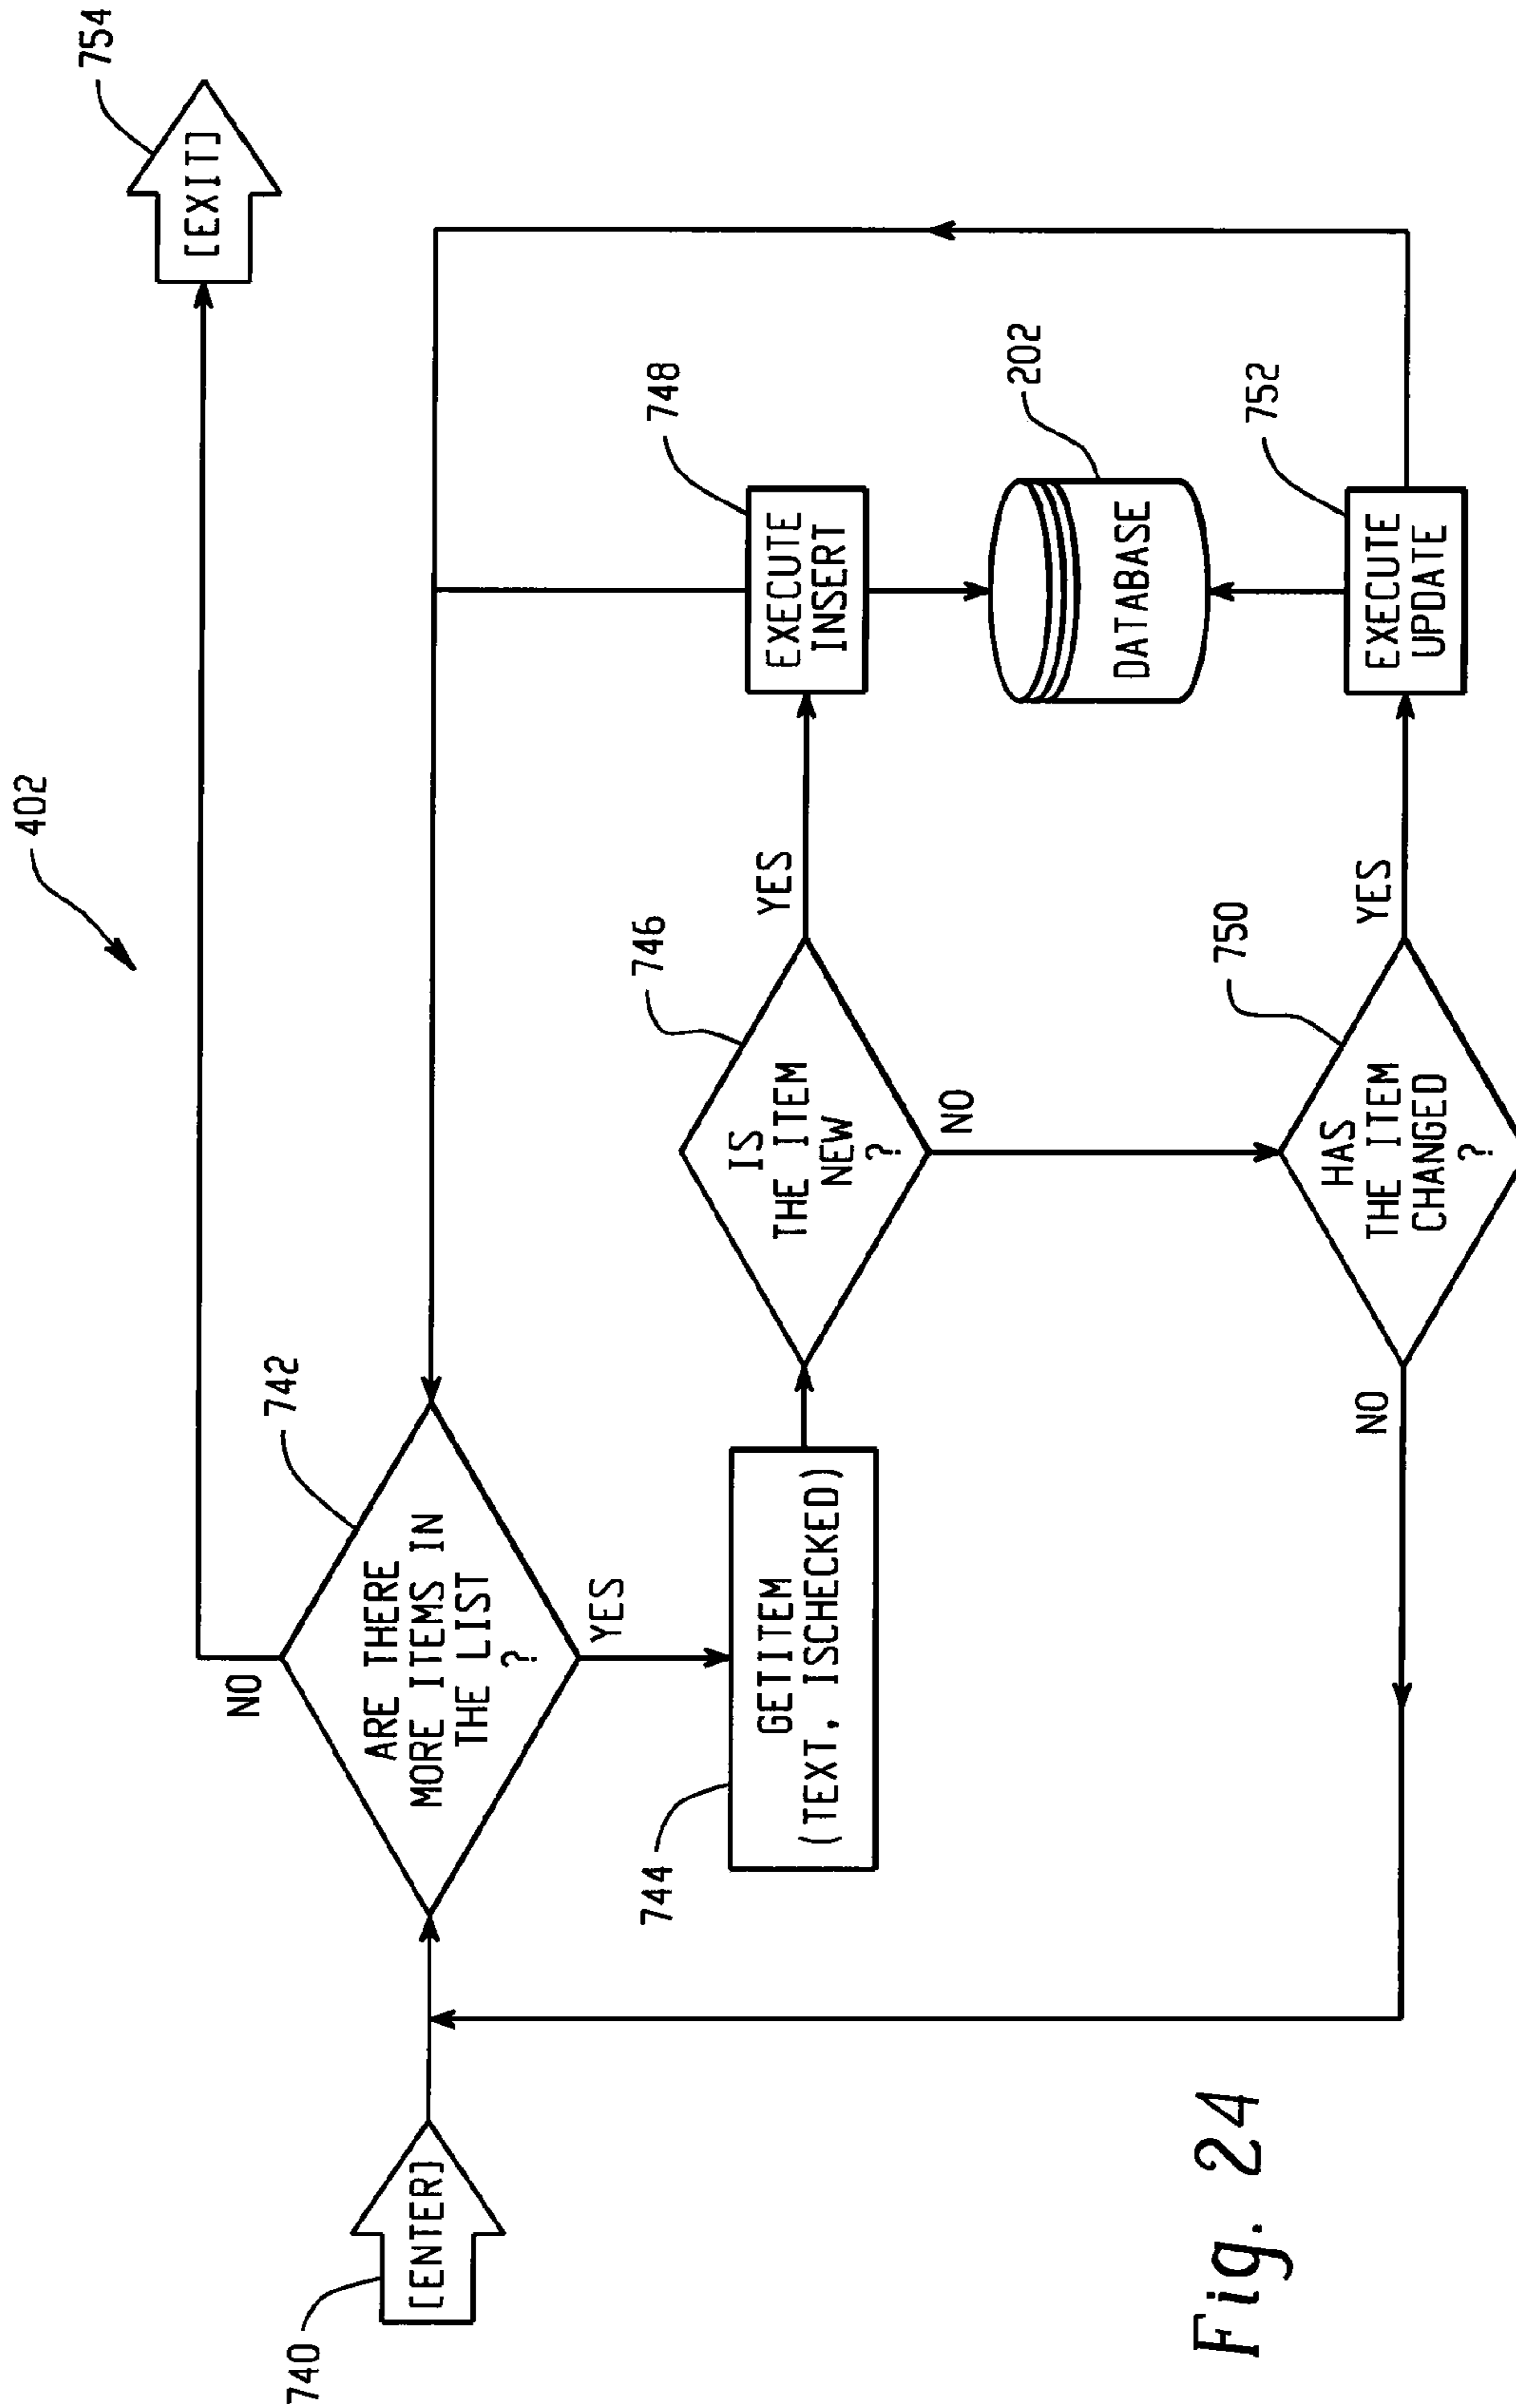 402
754
[EXIT]
740
[ENTER]
742
ARE THERE
MORE ITEMS IN
THE LIST
?
NO
YES
744
GETITEM
(TEXT, ISCHECKED)
746
IS
THE ITEM
NEW
?
YES
NO
748
EXECUTE
INSERT
202
DATABASE
750
HAS
THE ITEM
CHANGED
?
NO
YES
752
EXECUTE
UPDATE
Fig. 24